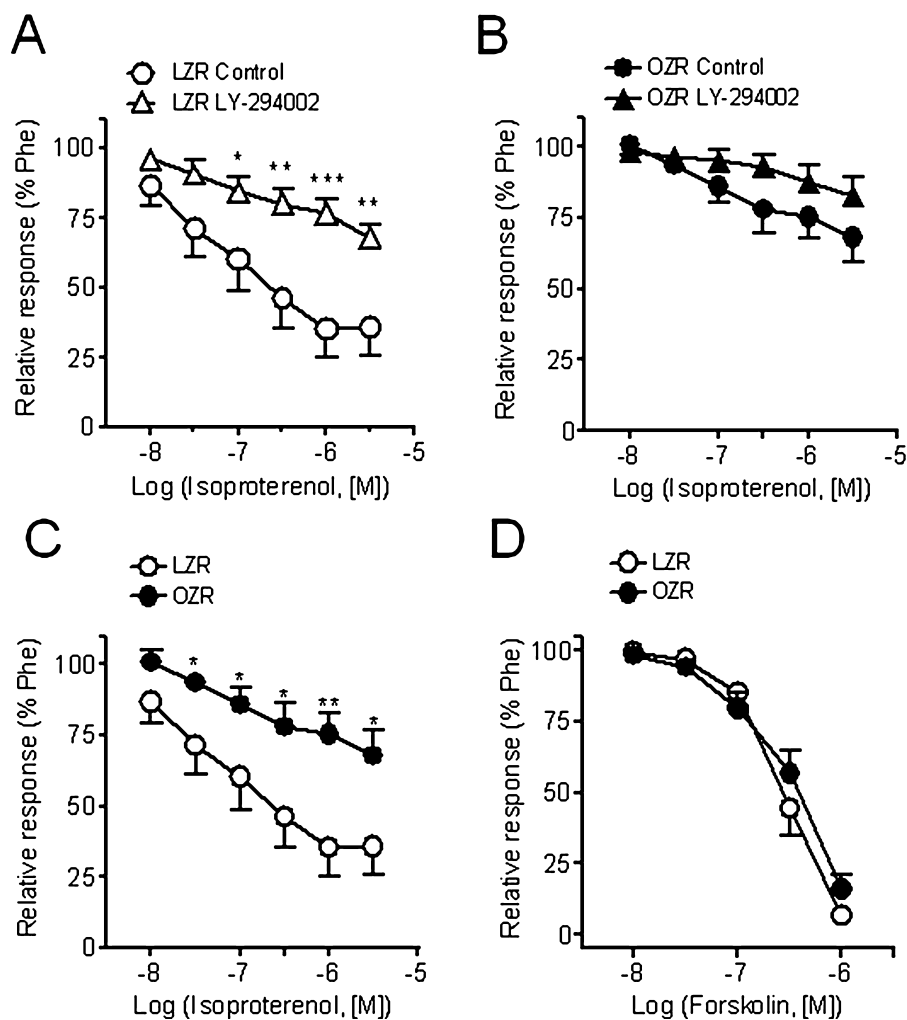 A
LZR Control
LZR LY-294002
Relative response (% Phe)
100
75
50
25
0
*
**
***
**
-8
-7
-6
-5
Log (Isoproterenol, [M])
B
OZR Control
OZR LY-294002
Relative response (% Phe)
100
75
50
25
0
-8
-7
-6
-5
Log (Isoproterenol, [M])
C
LZR
OZR
Relative response (% Phe)
100
75
50
25
0
*
*
*
**
*
-8
-7
-6
-5
Log (Isoproterenol, [M])
D
LZR
OZR
Relative response (% Phe)
100
75
50
25
0
-8
-7
-6
Log (Forskolin, [M])